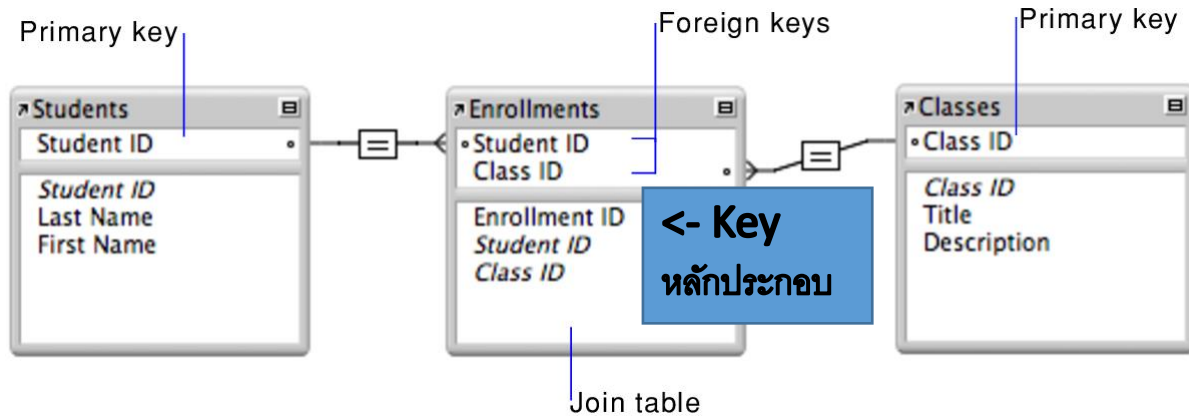 Primary key
Foreign keys
Primary key
Students
Student ID
Student ID
Last Name
First Name
Enrollments
Student ID
Class ID
Enrollment ID
Student ID
Class ID
<- Key
หลักประกอบ
Classes
Class ID
Class ID
Title
Description
Join table